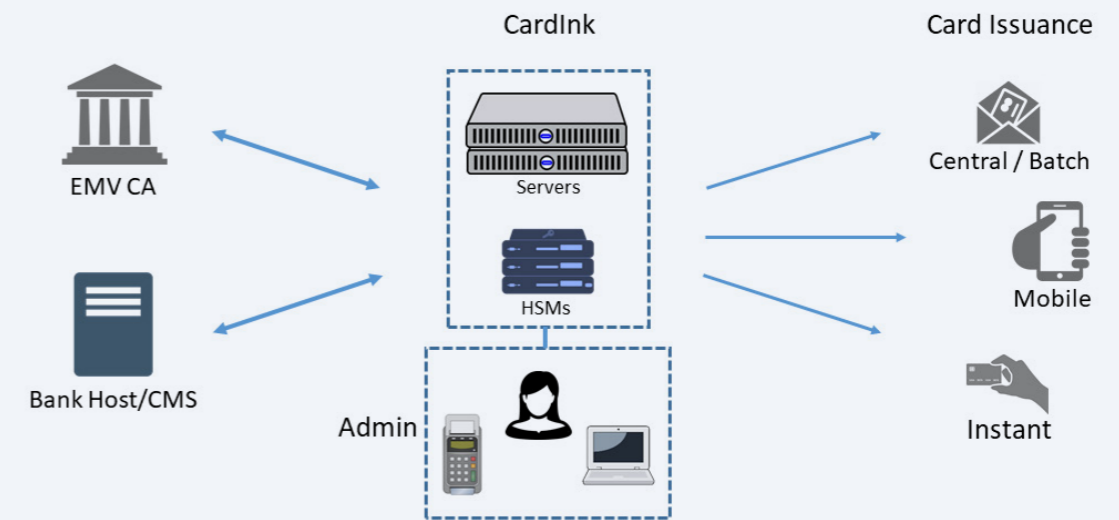 CardInk
Card Issuance
EMV CA
Servers
Central / Batch
HSMs
Mobile
Bank Host/CMS
Admin
Instant